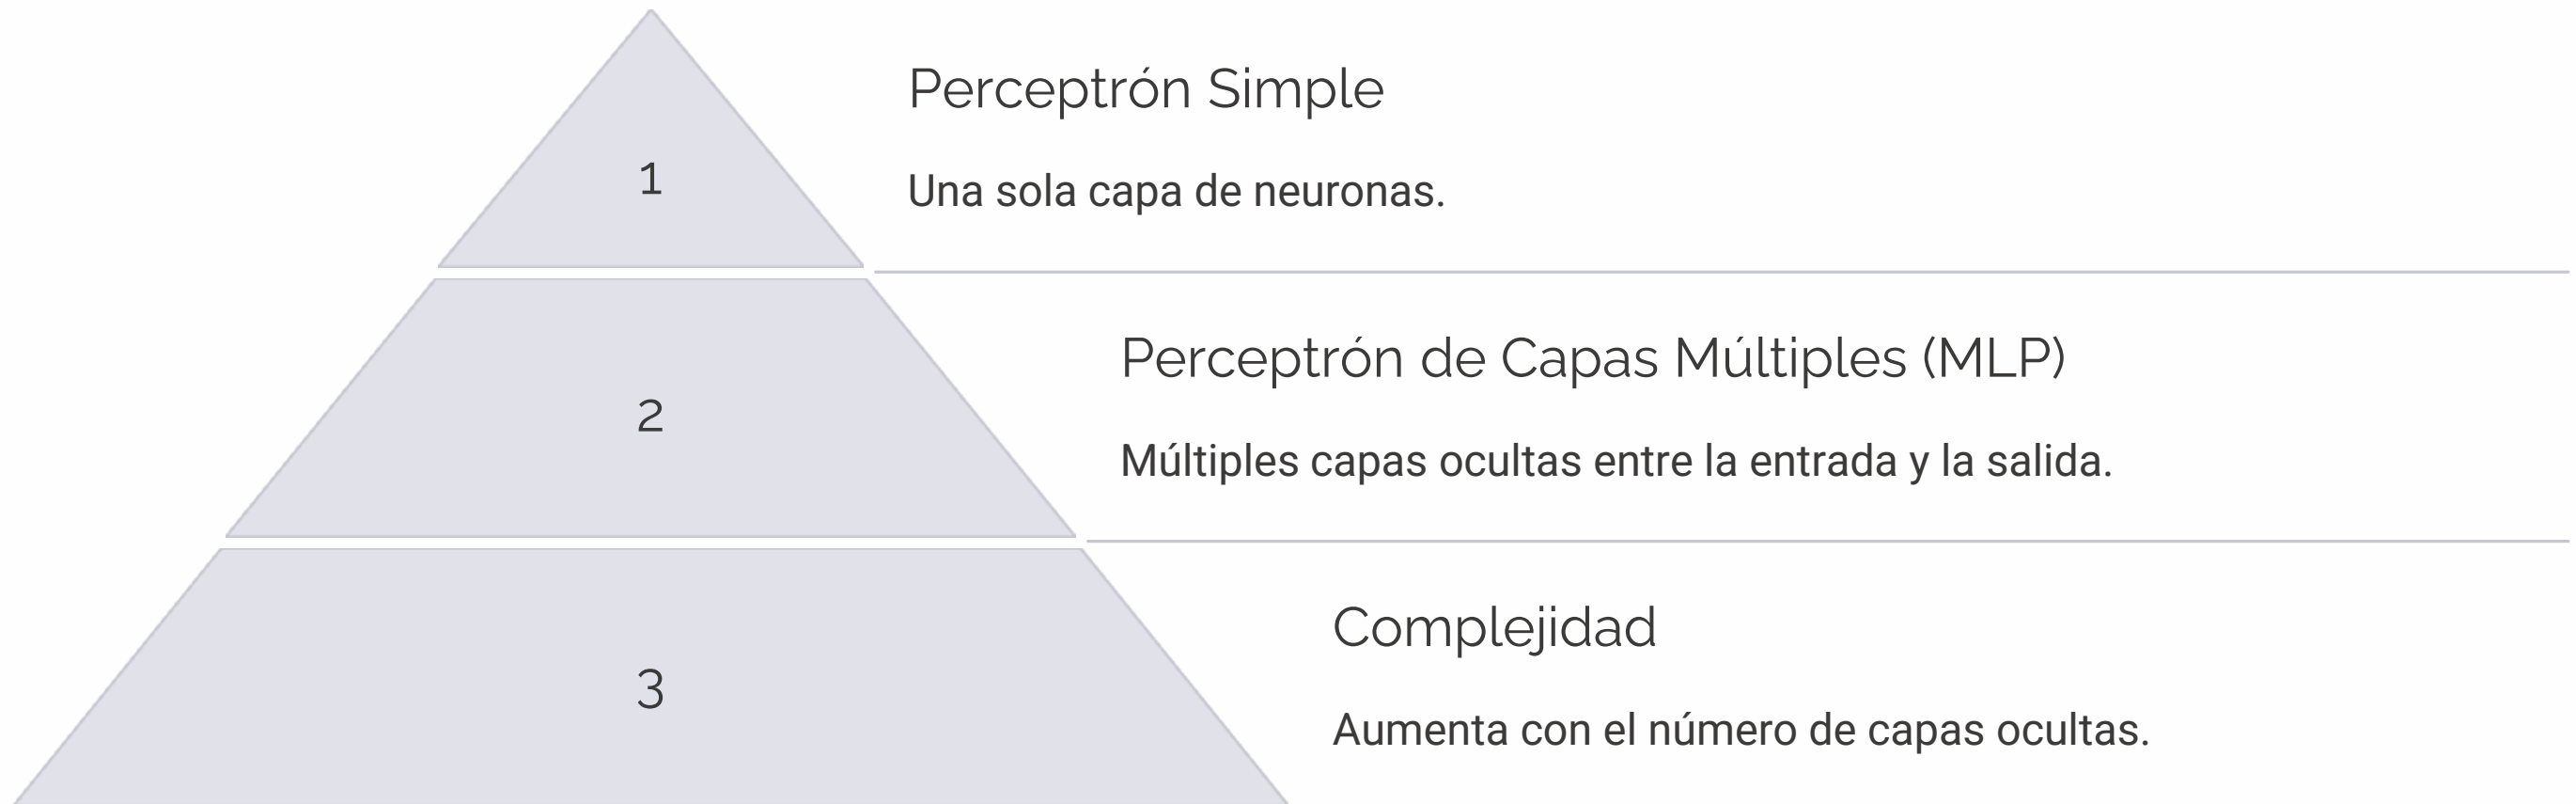 1
Perceptrón Simple
Una sola capa de neuronas.
2
Perceptrón de Capas Múltiples (MLP)
Múltiples capas ocultas entre la entrada y la salida.
3
Complejidad
Aumenta con el número de capas ocultas.